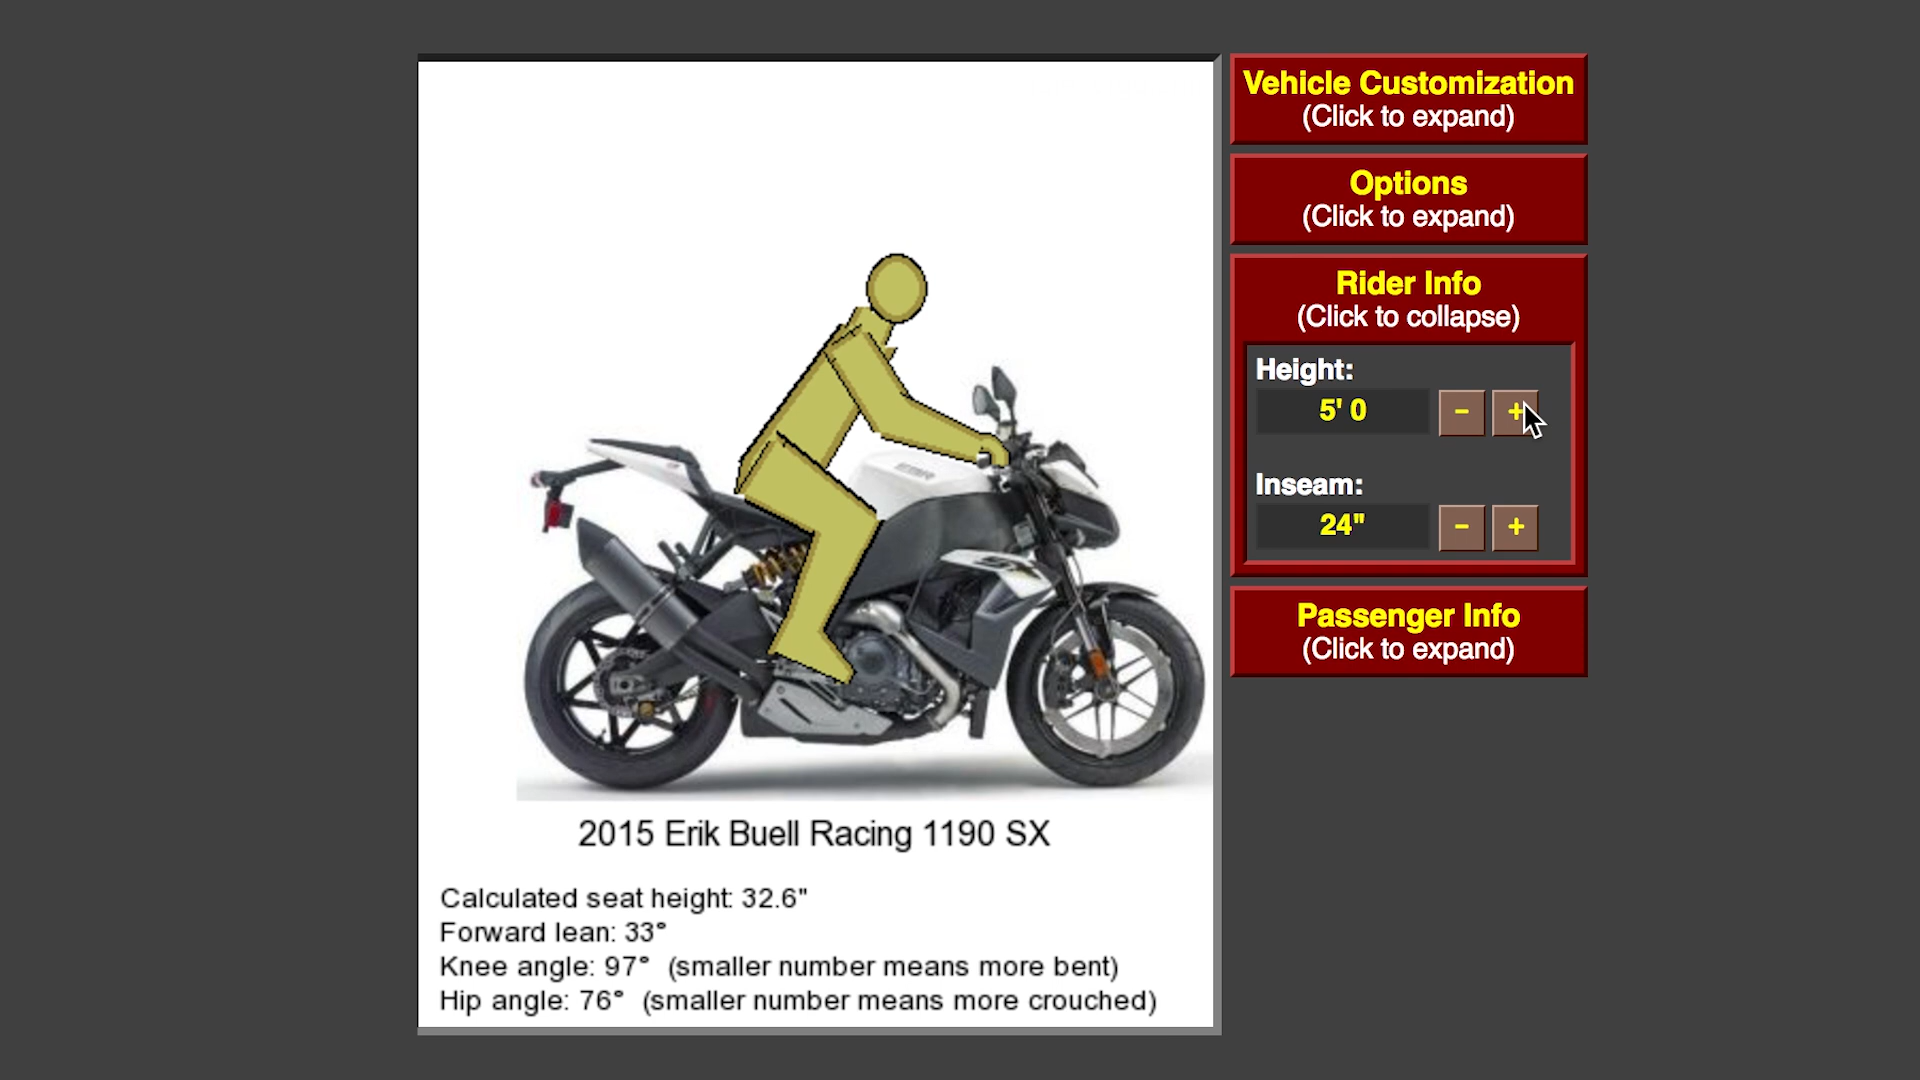 Vehicle Customization
(Click to expand)
Options
(Click to expand)
Rider Info
(Click to collapse)
Height:
5' 0 − +
Inseam:
24" − +
Passenger Info
(Click to expand)
EBR
SX
2015 Erik Buell Racing 1190 SX
Calculated seat height: 32.6"
Forward lean: 33°
Knee angle: 97° (smaller number means more bent)
Hip angle: 76° (smaller number means more crouched)